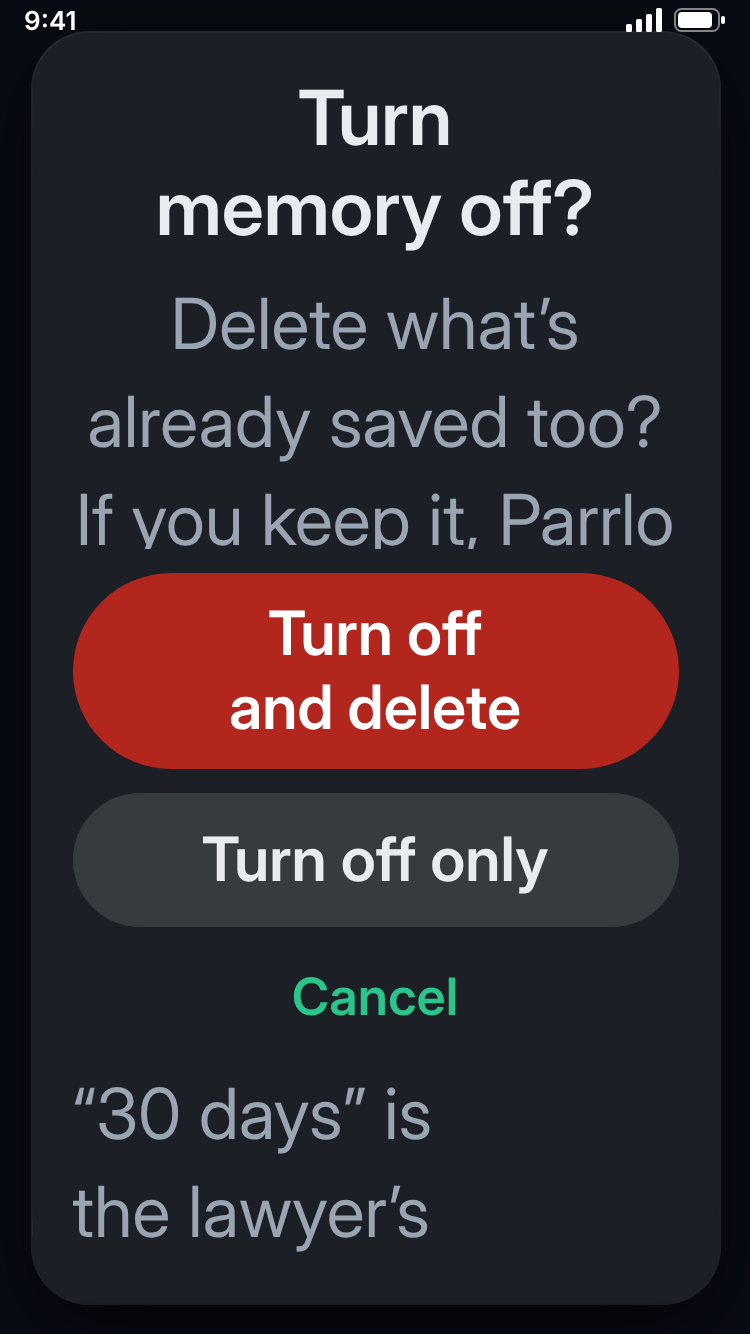 9:41
Turn
memory off?
Delete what’s
already saved too?
If you keep it, Parrlo
Turn off
and delete
Turn off only
Cancel
“30 days” is
the lawyer’s